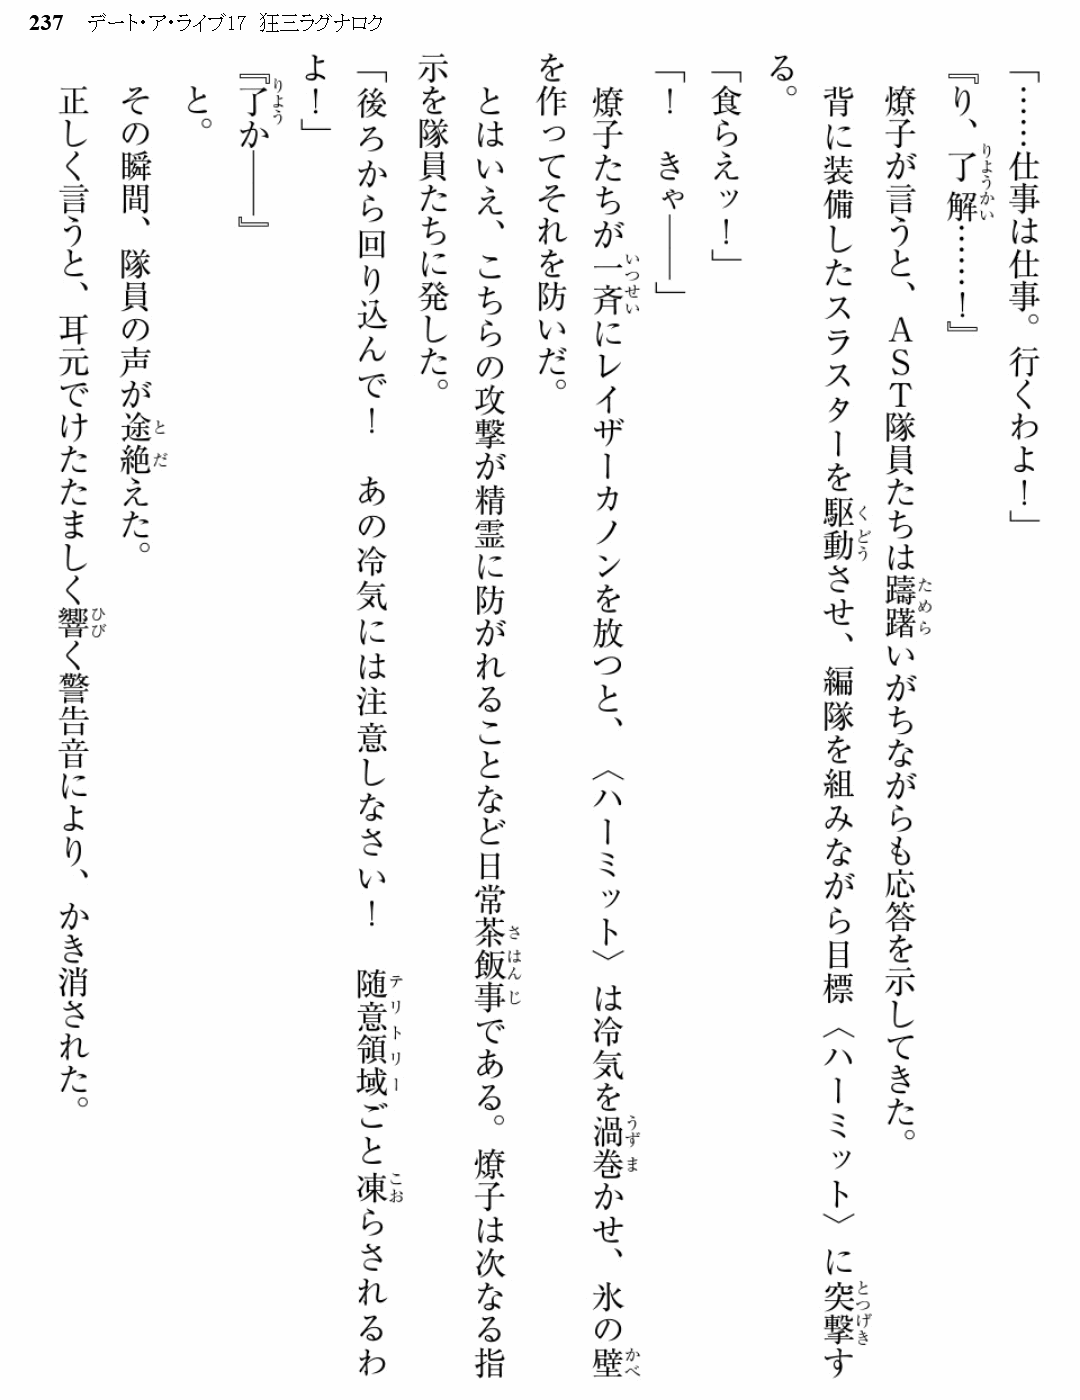 237 デート・ア・ライブ17 狂三ラグナロク
「……仕事は仕事。行くわよ！」
『り、了解……！』
燎子が言うと、ＡＳＴ隊員たちは躊躇いがちながらも応答を示してきた。
背に装備したスラスターを駆動させ、編隊を組みながら目標〈ハーミット〉に突撃す
る。
「食らえッ！」
「！　きゃ――」
燎子たちが一斉にレイザーカノンを放つと、〈ハーミット〉は冷気を渦巻かせ、氷の壁
を作ってそれを防いだ。
とはいえ、こちらの攻撃が精霊に防がれることなど日常茶飯事である。燎子は次なる指
示を隊員たちに発した。
「後ろから回り込んで！　あの冷気には注意しなさい！　随意領域ごと凍らされるわ
よ！」
『了か――』
と。
その瞬間、隊員の声が途絶えた。
正しく言うと、耳元でけたたましく響く警告音により、かき消された。